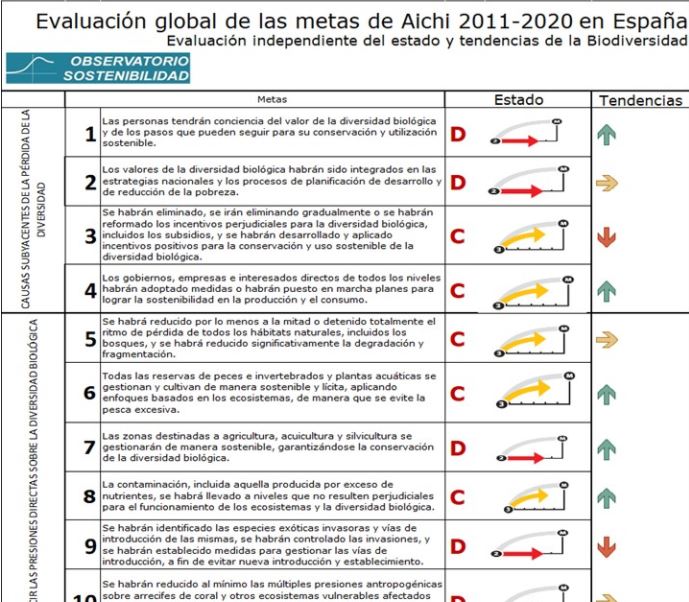 Evaluación global de las metas de Aichi 2011-2020 en España
Evaluación independiente del estado y tendencias de la Biodiversidad
OBSERVATORIO
SOSTENIBILIDAD
Metas
Estado
Tendencias
CAUSAS SUBYACENTES DE LA PÉRDIDA DE LA
DIVERSIDAD
1
Las personas tendrán conciencia del valor de la diversidad biológica
y de los pasos que pueden seguir para su conservación y utilización
sostenible.
D
2
M
2
Los valores de la diversidad biológica habrán sido integrados en las
estrategias nacionales y los procesos de planificación de desarrollo y
de reducción de la pobreza.
D
2
M
3
Se habrán eliminado, se irán eliminando gradualmente o se habrán
reformado los incentivos perjudiciales para la diversidad biológica,
incluidos los subsidios, y se habrán desarrollado y aplicado
incentivos positivos para la conservación y uso sostenible de la
diversidad biológica.
C
3
M
4
Los gobiernos, empresas e interesados directos de todos los niveles
habrán adoptado medidas o habrán puesto en marcha planes para
lograr la sostenibilidad en la producción y el consumo.
C
3
M
CIR LAS PRESIONES DIRECTAS SOBRE LA DIVERSIDAD BIOLÓGICA
5
Se habrá reducido por lo menos a la mitad o detenido totalmente el
ritmo de pérdida de todos los hábitats naturales, incluidos los
bosques, y se habrá reducido significativamente la degradación y
fragmentación.
C
3
M
6
Todas las reservas de peces e invertebrados y plantas acuáticas se
gestionan y cultivan de manera sostenible y lícita, aplicando
enfoques basados en los ecosistemas, de manera que se evite la
pesca excesiva.
C
3
M
7
Las zonas destinadas a agricultura, acuicultura y silvicultura se
gestionarán de manera sostenible, garantizándose la conservación
de la diversidad biológica.
D
2
M
8
La contaminación, incluida aquella producida por exceso de
nutrientes, se habrá llevado a niveles que no resulten perjudiciales
para el funcionamiento de los ecosistemas y la diversidad biológica.
C
3
M
9
Se habrán identificado las especies exóticas invasoras y vías de
introducción de las mismas, se habrán controlado las invasiones, y
se habrán establecido medidas para gestionar las vías de
introducción, a fin de evitar nueva introducción y establecimiento.
D
2
M
10
Se habrán reducido al mínimo las múltiples presiones antropogénicas
sobre arrecifes de coral y otros ecosistemas vulnerables afectados
D
M